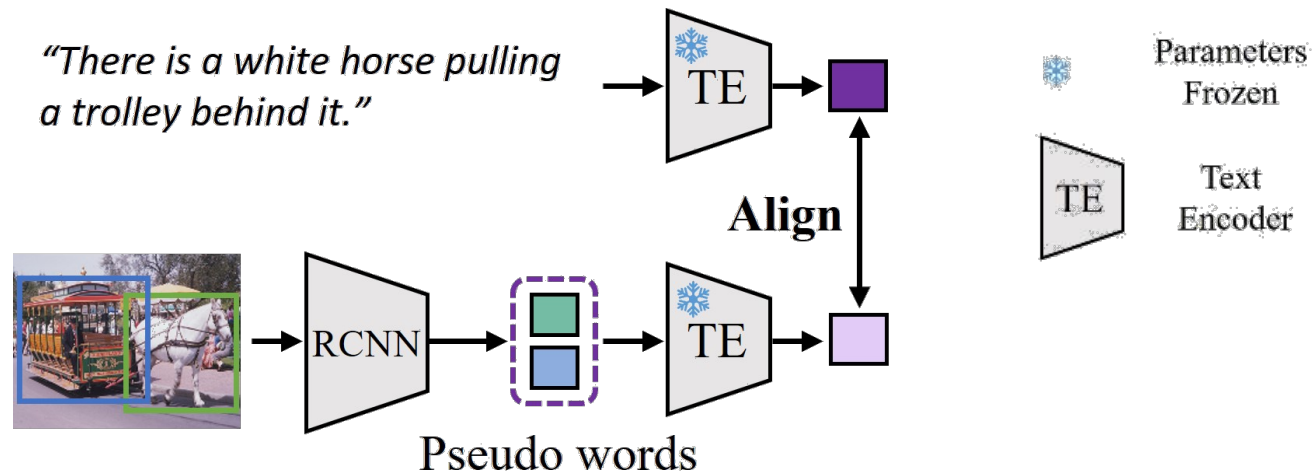 “There is a white horse pulling
a trolley behind it.”
TE
Parameters
Frozen
TE
Text
Encoder
Align
RCNN
TE
Pseudo words